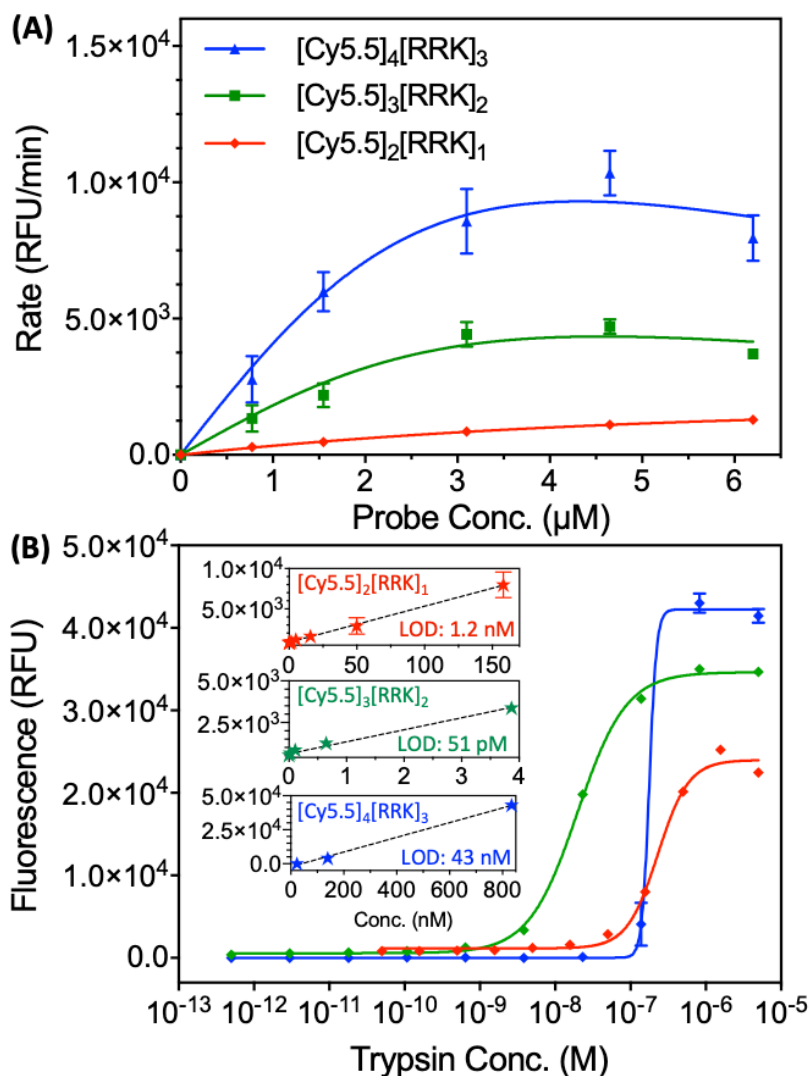 (A)
1.5×10⁴
1.0×10⁴
5.0×10³
0.0
Rate (RFU/min)
[Cy5.5]₄[RRK]₃
[Cy5.5]₃[RRK]₂
[Cy5.5]₂[RRK]₁
0 1 2 3 4 5 6
Probe Conc. (µM)
(B)
5.0×10⁴
4.0×10⁴
3.0×10⁴
2.0×10⁴
1.0×10⁴
0.0
Fluorescence (RFU)
1.0×10⁴
5.0×10³
[Cy5.5]₂[RRK]₁
LOD: 1.2 nM
0 50 100 150
5.0×10³
2.5×10³
[Cy5.5]₃[RRK]₂
LOD: 51 pM
0 1 2 3 4
5.0×10⁴
2.5×10⁴
0.0
[Cy5.5]₄[RRK]₃
LOD: 43 nM
0 200 400 600 800
Conc. (nM)
10⁻¹³ 10⁻¹² 10⁻¹¹ 10⁻¹⁰ 10⁻⁹ 10⁻⁸ 10⁻⁷ 10⁻⁶ 10⁻⁵
Trypsin Conc. (M)